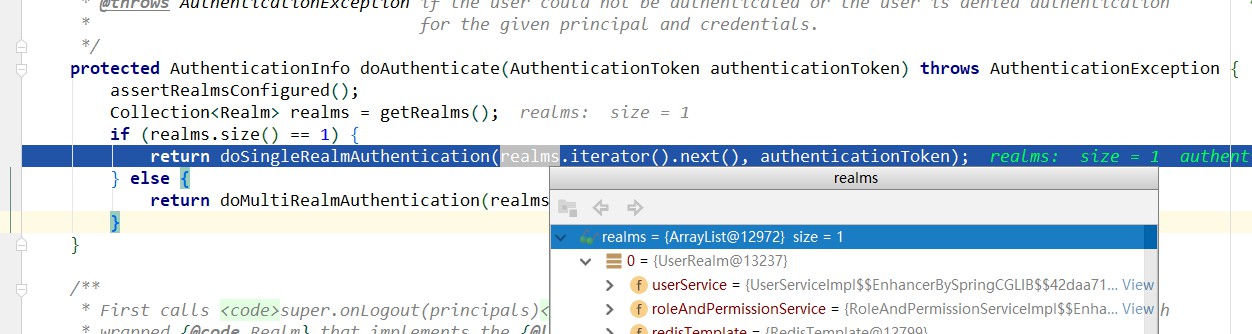 * @throws AuthenticationException if the user could not be authenticated or the user is denied authentication
* for the given principal and credentials.
*/
protected AuthenticationInfo doAuthenticate(AuthenticationToken authenticationToken) throws AuthenticationException {
assertRealmsConfigured();
Collection<Realm> realms = getRealms(); realms: size = 1
if (realms.size() == 1) {
return doSingleRealmAuthentication(realms.iterator().next(), authenticationToken); realms: size = 1 authent
} else {
return doMultiRealmAuthentication(realms
}
}
realms
realms = {ArrayList@12972} size = 1
0 = {UserRealm@13237}
userService = {UserServiceImpl$$EnhancerBySpringCGLIB$$42daa71... View
roleAndPermissionService = {RoleAndPermissionServiceImpl$$Enha... View
redisTemplate = {RedisTemplate@12799}
/**
* First calls <code>super.onLogout(principals)<
* wrapped {@code Realm} that implements the {@l
h